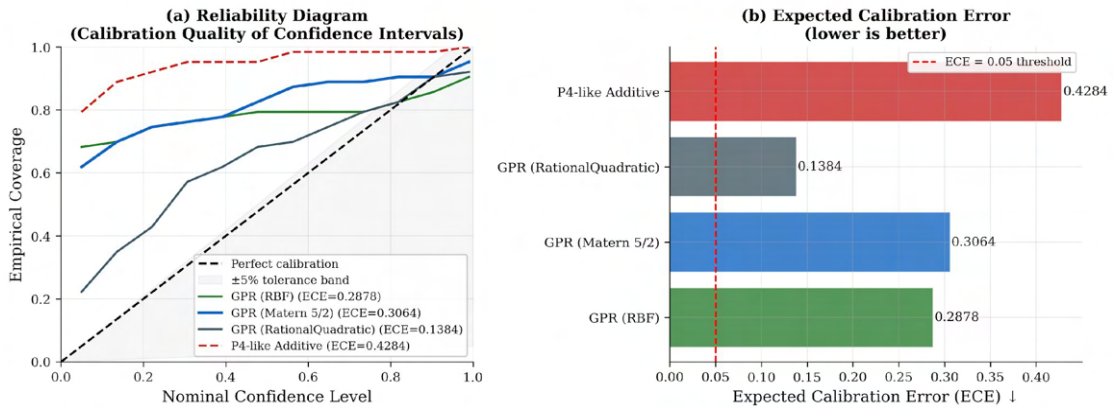 (a) Reliability Diagram
(Calibration Quality of Confidence Intervals)
Empirical Coverage
1.0
0.8
0.6
0.4
0.2
0.0
0.0 0.2 0.4 0.6 0.8 1.0
Nominal Confidence Level
Perfect calibration
±5% tolerance band
GPR (RBF) (ECE=0.2878)
GPR (Matern 5/2) (ECE=0.3064)
GPR (RationalQuadratic) (ECE=0.1384)
P4-like Additive (ECE=0.4284)
(b) Expected Calibration Error
(lower is better)
ECE = 0.05 threshold
P4-like Additive
0.4284
GPR (RationalQuadratic)
0.1384
GPR (Matern 5/2)
0.3064
GPR (RBF)
0.2878
0.00 0.05 0.10 0.15 0.20 0.25 0.30 0.35 0.40
Expected Calibration Error (ECE) ↓